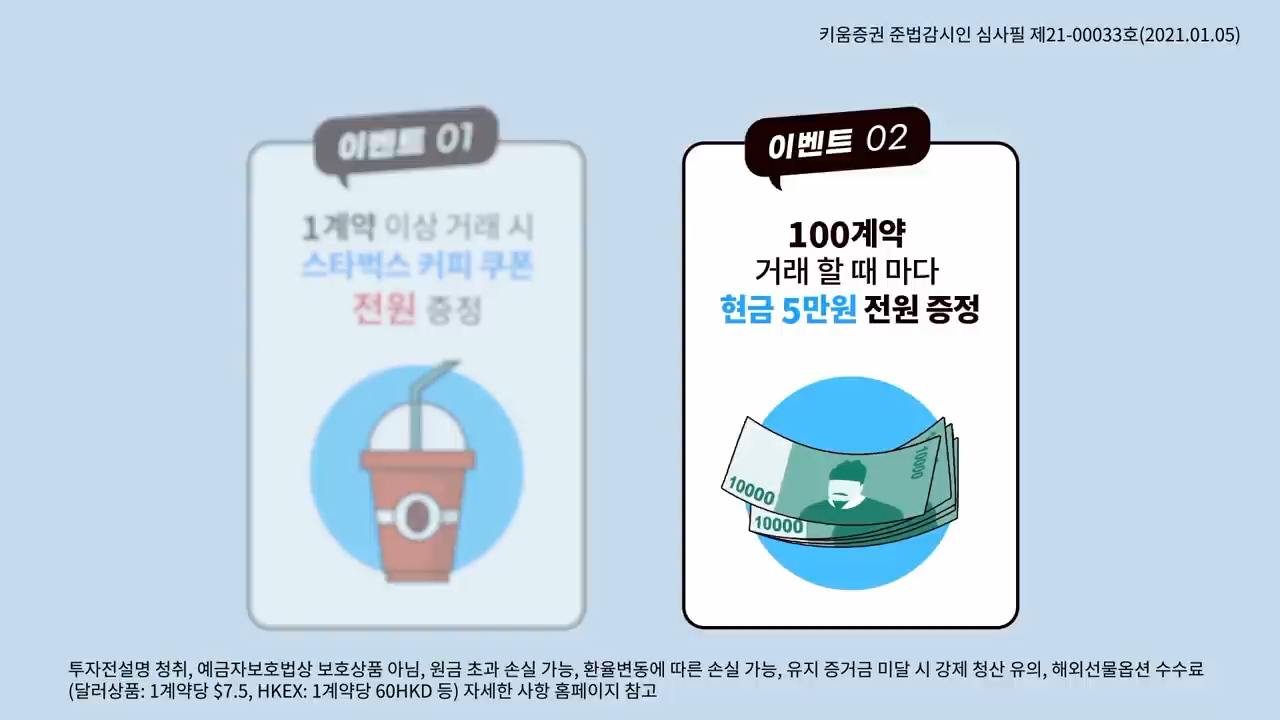 키움증권 준법감시인 심사필 제21-00033호(2021.01.05)
이벤트 01
1계약 이상 거래 시
스타벅스 커피 쿠폰
전원 증정
이벤트 02
100계약
거래 할 때 마다
현금 5만원 전원 증정
10000
10000
10000
투자전설명 청취, 예금자보호법상 보호상품 아님, 원금 초과 손실 가능, 환율변동에 따른 손실 가능, 유지 증거금 미달 시 강제 청산 유의, 해외선물옵션 수수료
(달러상품: 1계약당 $7.5, HKEX: 1계약당 60HKD 등) 자세한 사항 홈페이지 참고